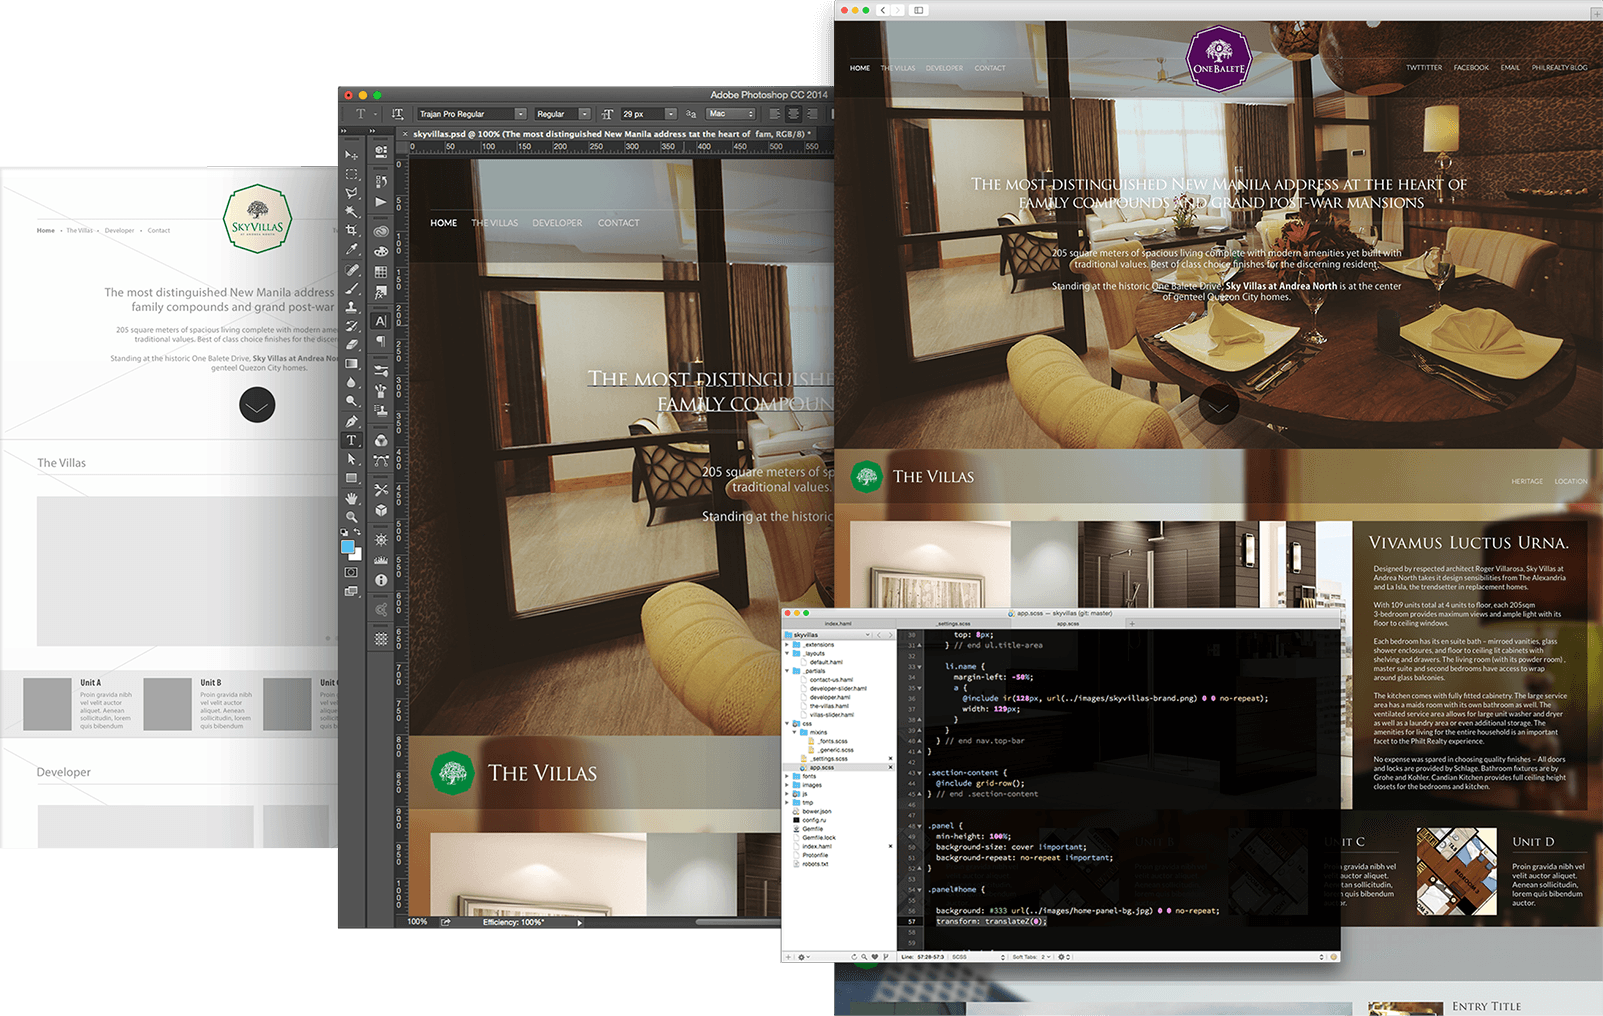 SKYVILLAS
AT ANDREA NORTH
Home • The Villas • Developer • Contact
The most distinguished New Manila address
family compounds and grand post-war
205 square meters of spacious living complete with modern
traditional values. Best of class choice finishes for the
Standing at the historic One Balete Drive, Sky Villas at Andrea North
genteel Quezon City homes.
The Villas
Unit A
Proin gravida nibh
vel velit auctor
aliquet. Aenean
sollicitudin, lorem
quis bibendum
Unit B
Proin gravida nibh
vel velit auctor
aliquet. Aenean
sollicitudin, lorem
quis bibendum
Unit
Developer
Adobe Photoshop CC 2014
Trajan Pro Regular
Regular
29 px
Mac
skyvillas.psd @ 100% (The most distinguished New Manila address tat the heart of fam, RGB/8) *
0 50 100 150 200 250 300 350 400 450 500 550
HOME THE VILLAS DEVELOPER CONTACT
THE MOST DISTINGUISHE
FAMILY COMPOUN
205 square meters of sp
traditional values.
Standing at the historic
THE VILLAS
100%
Efficiency: 100%*
HOME THE VILLAS DEVELOPER CONTACT
ONE BALETE
TWTTITTER FACEBOOK EMAIL PHILREALTY BLOG
THE MOST DISTINGUISHED NEW MANILA ADDRESS AT THE HEART OF
FAMILY COMPOUNDS AND GRAND POST-WAR MANSIONS
205 square meters of spacious living complete with modern amenities yet built with
traditional values. Best of class choice finishes for the discerning resident.
Standing at the historic One Balete Drive, Sky Villas at Andrea North is at the center
of genteel Quezon City homes.
THE VILLAS
HERITAGE LOCATION
VIVAMUS LUCTUS URNA.
Designed by respected architect Roger Villarosa, Sky Villas at
Andrea North takes it design sensibilities from The Alexandria
and La Isla, the trendsetter in replacement homes.
With 109 units total at 4 units to floor, each 205sqm
3-bedroom provides maximum views and ample light with its
floor to ceiling windows.
Each bedroom has its en suite bath – mirroed vanities, glass
shower enclosures, and floor to ceiling lit cabinets with
shelving and drawers. The living room (with its powder room) ,
master suite and second bedrooms have access to wrap
around glass balconies.
The kitchen comes with fully fitted cabinetry. The large service
area has a maids room with its own bathroom as well. The
ventilated service area allows for large unit washer and dryer
as well as a laundry area or even additional storage. The
amenities for living for the entire household is an important
facet to the Philt Realty experience.
No expense was spared in choosing quality finishes – All doors
and locks are provided by Schlage. Bathroom fixtures are by
Grohe and Kohler. Candian Kitchen provides full ceiling height
closets for the bedrooms and kitchen.
UNIT B
UNIT C
gravida nibh vel
auctor aliquet.
sollicitudin,
lorem quis bibendum
auctor.
UNIT D
Proin gravida nibh vel
velit auctor aliquet.
Aenean sollicitudin,
lorem quis bibendum
auctor.
ENTRY TITLE
app.scss — skyvillas (git: master)
index.haml
_settings.scss
app.scss
skyvillas
_extensions
_layouts
default.haml
_partials
contact-us.haml
developer-slider.haml
developer.haml
the-villas.haml
villas-slider.haml
css
mixins
_fonts.scss
_generic.scss
_settings.scss
app.scss
fonts
images
js
tmp
bower.json
config.ru
Gemfile
Gemfile.lock
index.haml
Protonfile
robots.txt
30 top: 8px;
31 } // end ul.title-area
32
33 li.name {
34 margin-left: -50%;
35 a {
36 @include ir(128px, url(../images/skyvillas-brand.png) 0 0 no-repeat);
37 width: 129px;
38 }
39 }
40 } // end nav.top-bar
41 }
42
43 .section-content {
44 @include grid-row();
45 } // end .section-content
46
47
48 .panel {
49 min-height: 100%;
50 background-size: cover !important;
51 background-repeat: no-repeat !important;
52 }
53
54 .panel#home {
55
56 background: #333 url(../images/home-panel-bg.jpg) 0 0 no-repeat;
57 transform: translateZ(0);
58
59
Line: 57:28-57:3 SCSS Soft Tabs: 2